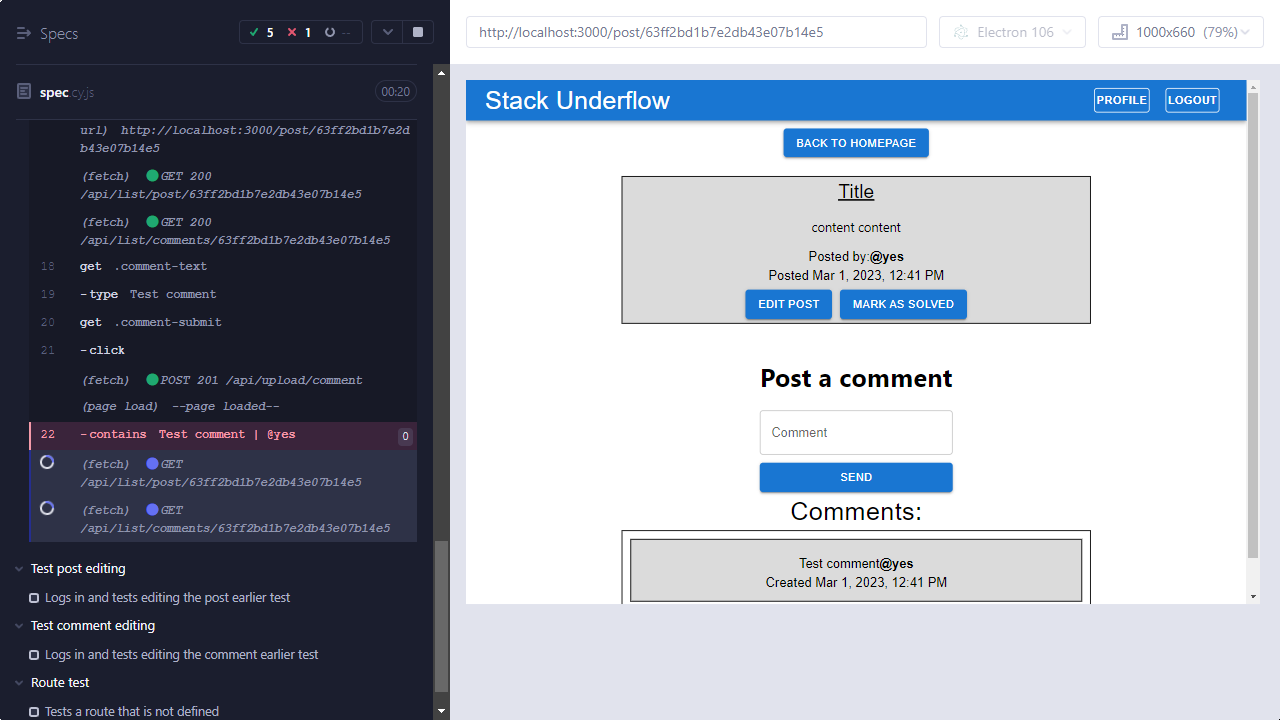 Specs
5 1 --
spec.cy.js 00:20
url) http://localhost:3000/post/63ff2bd1b7e2d
b43e07b14e5
(fetch) GET 200
/api/list/post/63ff2bd1b7e2db43e07b14e5
(fetch) GET 200
/api/list/comments/63ff2bd1b7e2db43e07b14e5
18 get .comment-text
19 -type Test comment
20 get .comment-submit
21 -click
(fetch) POST 201 /api/upload/comment
(page load) --page loaded--
22 -contains Test comment | @yes 0
(fetch) GET
/api/list/post/63ff2bd1b7e2db43e07b14e5
(fetch) GET
/api/list/comments/63ff2bd1b7e2db43e07b14e5
Test post editing
Logs in and tests editing the post earlier test
Test comment editing
Logs in and tests editing the comment earlier test
Route test
Tests a route that is not defined
http://localhost:3000/post/63ff2bd1b7e2db43e07b14e5
Electron 106
1000x660 (79%)
Stack Underflow
PROFILE
LOGOUT
BACK TO HOMEPAGE
Title
content content
Posted by:@yes
Posted Mar 1, 2023, 12:41 PM
EDIT POST
MARK AS SOLVED
Post a comment
Comment
SEND
Comments:
Test comment@yes
Created Mar 1, 2023, 12:41 PM